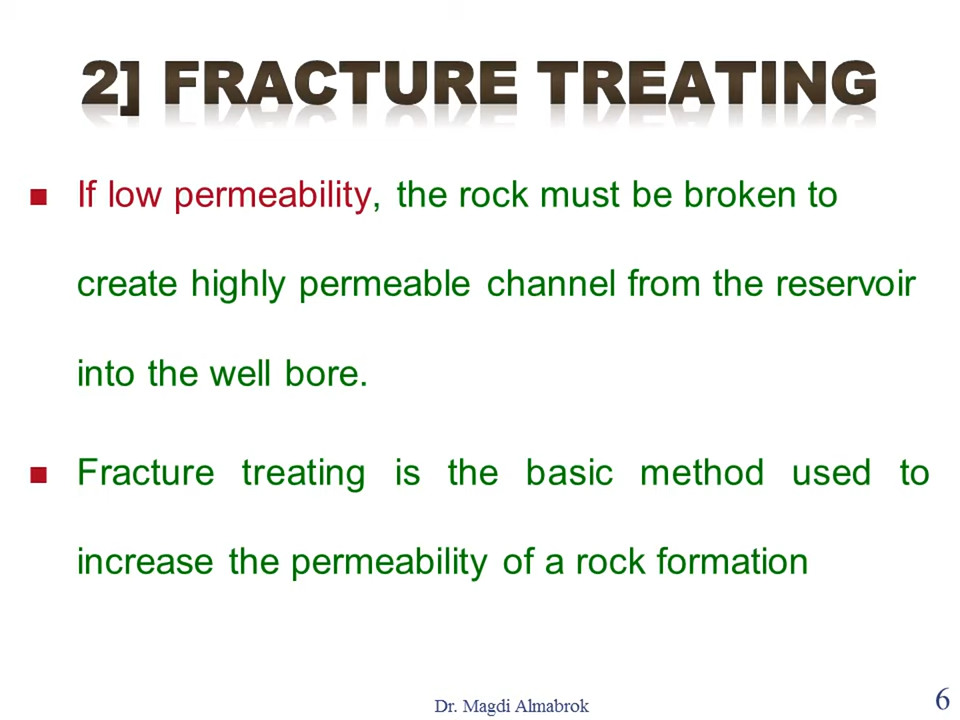 2] FRACTURE TREATING
If low permeability, the rock must be broken to
create highly permeable channel from the reservoir
into the well bore.
Fracture treating is the basic method used to
increase the permeability of a rock formation
Dr. Magdi Almabrok
6